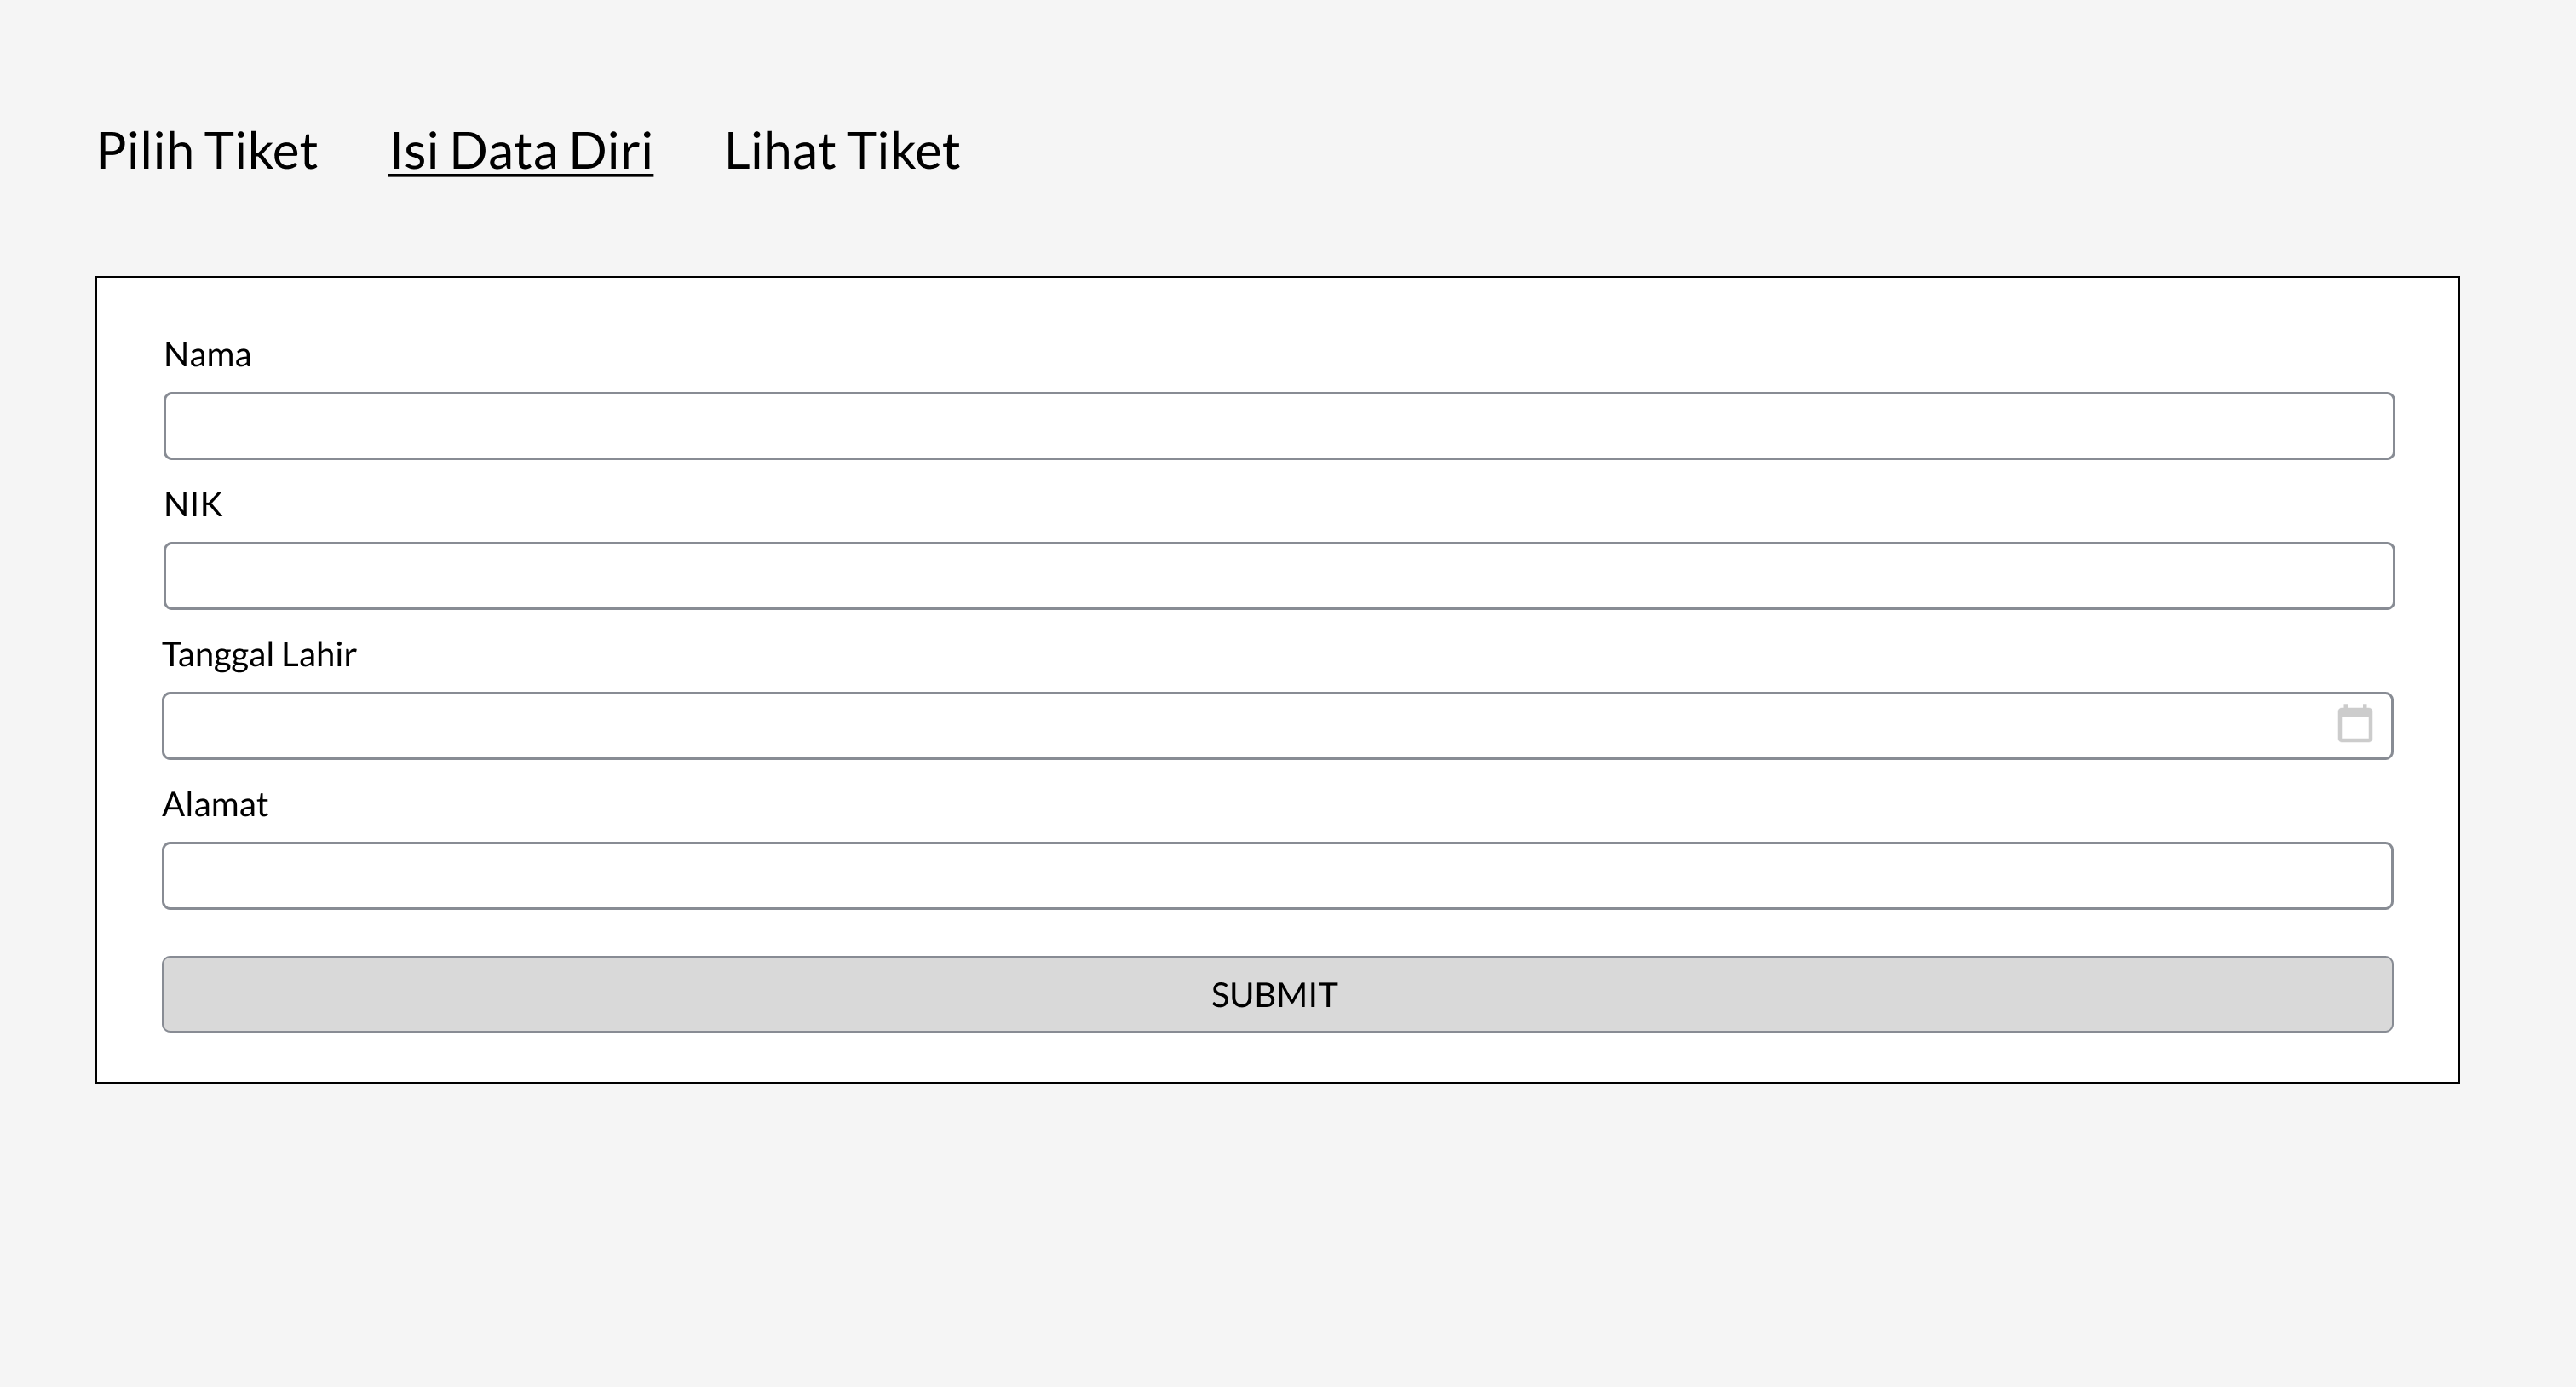 Pilih Tiket Isi Data Diri Lihat Tiket
Nama
NIK
Tanggal Lahir
Alamat
SUBMIT